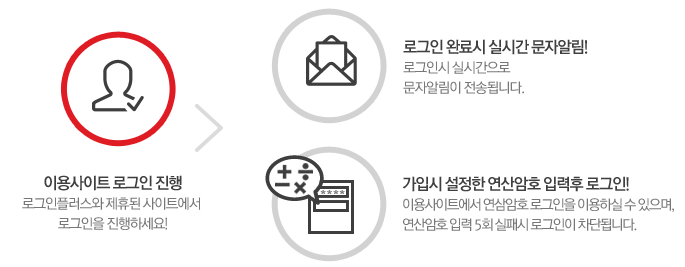 이용사이트 로그인 진행
로그인플러스와 제휴된 사이트에서
로그인을 진행하세요!
로그인 완료시 실시간 문자알림!
로그인시 실시간으로
문자알림이 전송됩니다.
가입시 설정한 연산암호 입력후 로그인!
이용사이트에서 연삼암호 로그인을 이용하실 수 있으며,
연산암호 입력 5회 실패시 로그인이 차단됩니다.